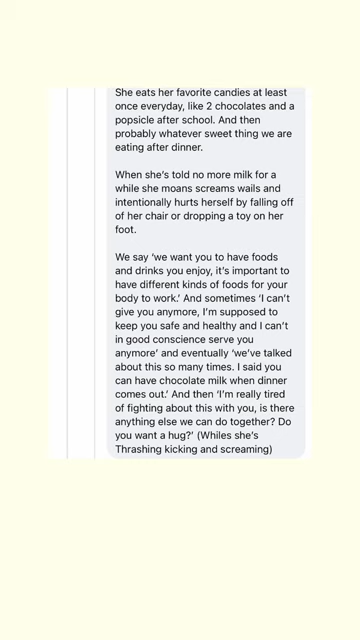 She eats her favorite candies at least
once everyday, like 2 chocolates and a
popsicle after school. And then
probably whatever sweet thing we are
eating after dinner.
When she's told no more milk for a
while she moans screams wails and
intentionally hurts herself by falling off
of her chair or dropping a toy on her
foot.
We say 'we want you to have foods
and drinks you enjoy, it's important to
have different kinds of foods for your
body to work.' And sometimes 'I can't
give you anymore, I'm supposed to
keep you safe and healthy and I can't
in good conscience serve you
anymore' and eventually 'we've talked
about this so many times. I said you
can have chocolate milk when dinner
comes out.' And then 'I'm really tired
of fighting about this with you, is there
anything else we can do together? Do
you want a hug?' (Whiles she's
Thrashing kicking and screaming)